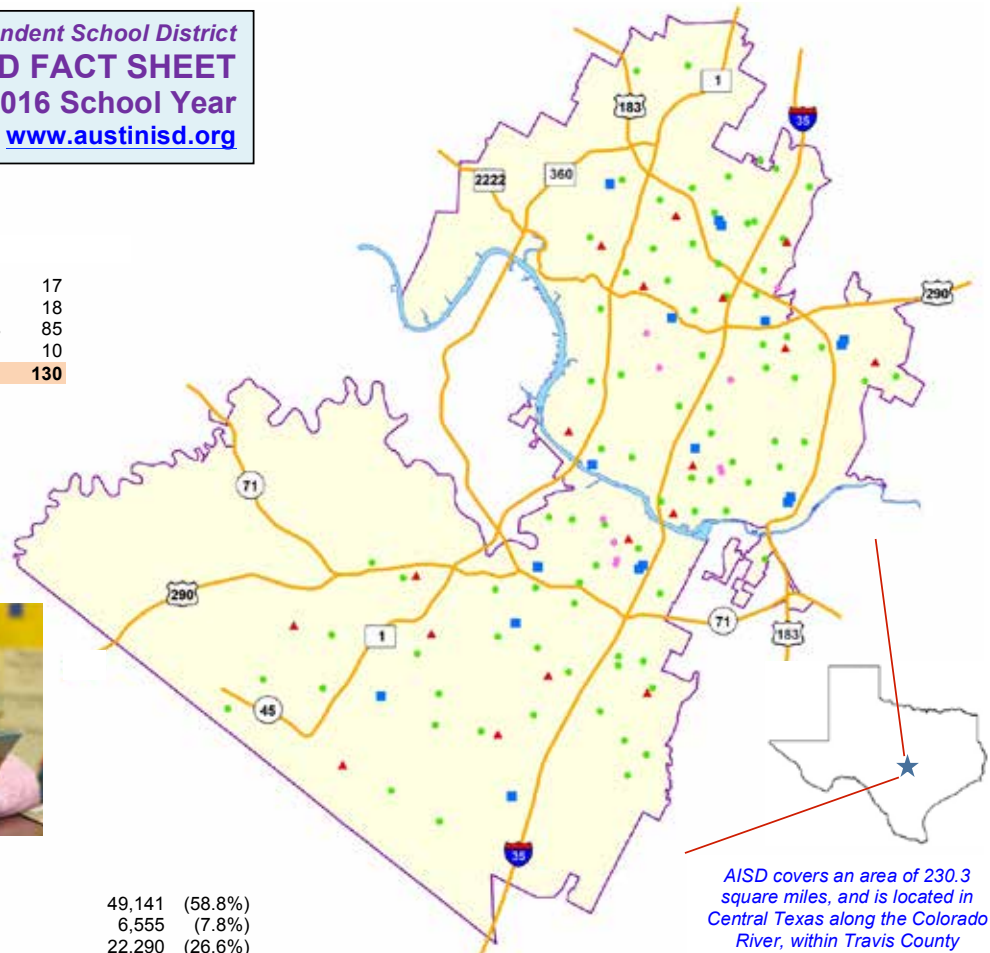 ndent School District
D FACT SHEET
016 School Year
www.austinisd.org
17
18
85
10
130
49,141 (58.8%)
6,555 (7.8%)
22,290 (26.6%)
1
183
35
2222
360
290
71
290
1
71
183
45
35
AISD covers an area of 230.3
square miles, and is located in
Central Texas along the Colorado
River, within Travis County